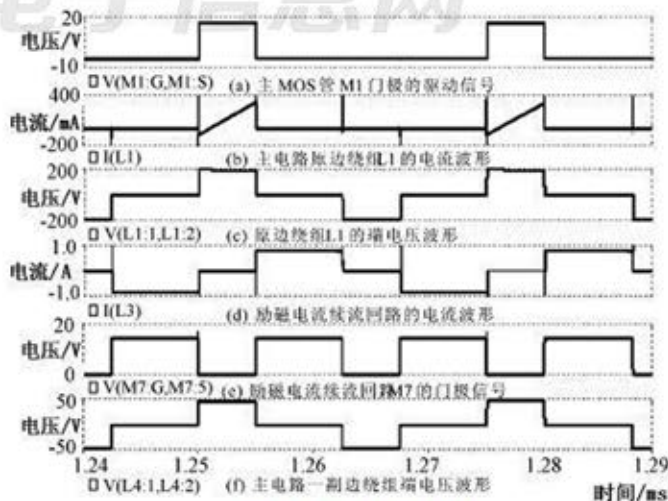 电子信息网
20
电压/V
-10
V(M1:G,M1:S) (a) 主MOS管M1门极的驱动信号
400
电流/mA
-200
I(L1) (b) 主电路原边绕组L1的电流波形
200
电压/V
-200
V(L1:1,L1:2) (c) 原边绕组L1的端电压波形
1.0
电流/A
-1.0
I(L3) (d) 励磁电流续流回路的电流波形
20
电压/V
0
V(M7:G,M7:5) (e) 励磁电流续流回路M7的门极信号
50
电压/V
-50
1.24 1.25 1.26 1.27 1.28 1.29
V(L4:1,L4:2) (f) 主电路一副边绕组端电压波形
时间/ms